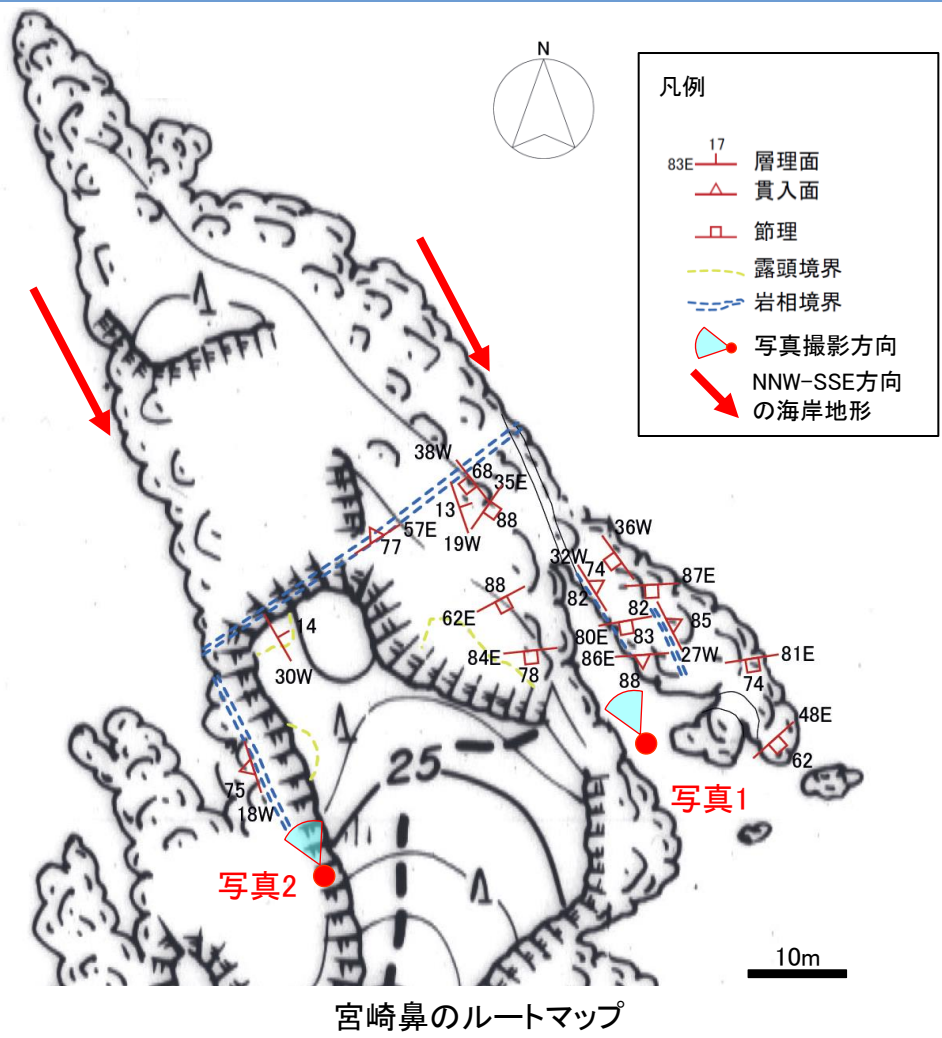 N
凡例
17
83E
層理面
貫入面
節理
露頭境界
岩相境界
写真撮影方向
NNW-SSE方向
の海岸地形
38W
68
35E
13
88
19W
57E
77
36W
32W
74
87E
82
88
82
62E
85
80E
83
14
84E
86E
27W
81E
78
88
74
30W
48E
62
25
75
18W
写真1
写真2
10m
宮崎鼻のルートマップ